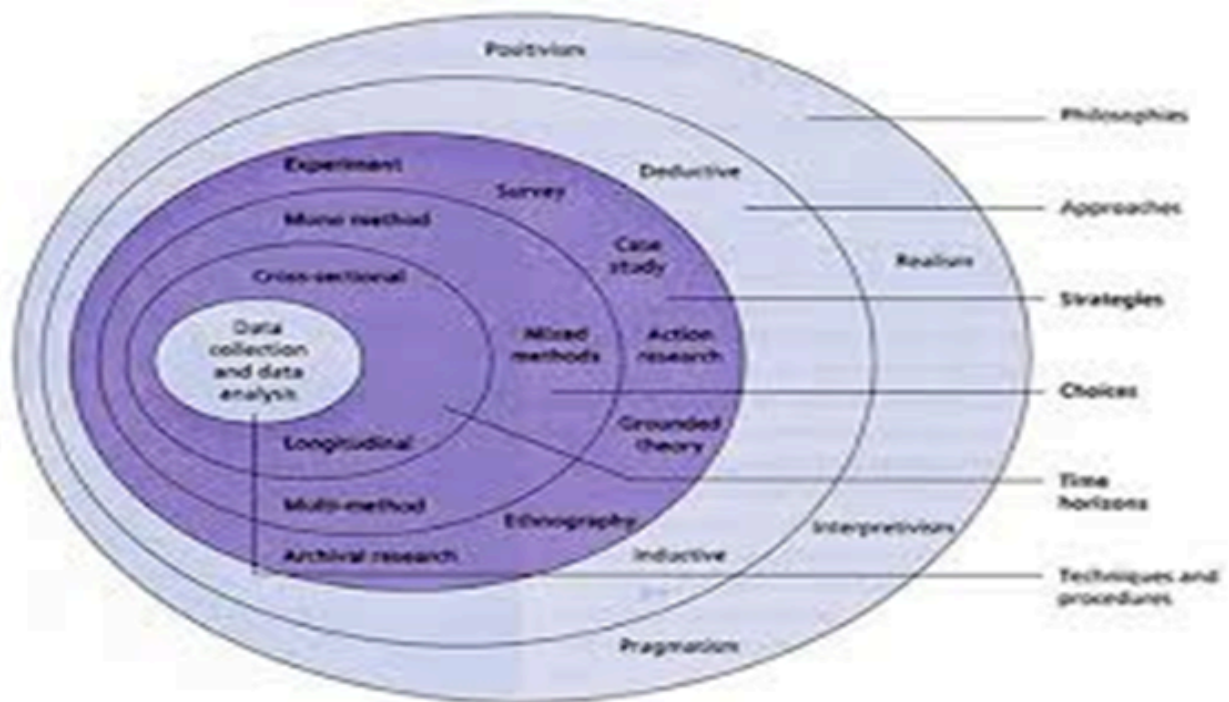 Positivism
Philosophies
Experiment
Deductive
Survey
Approaches
Mono method
Case
study
Realism
Cross-sectional
Strategies
Data
collection
and data
analysis
Mixed
methods
Action
research
Choices
Grounded
theory
Longitudinal
Time
horizons
Multi-method
Ethnography
Interpretivism
Archival research
Inductive
Techniques and
procedures
Pragmatism